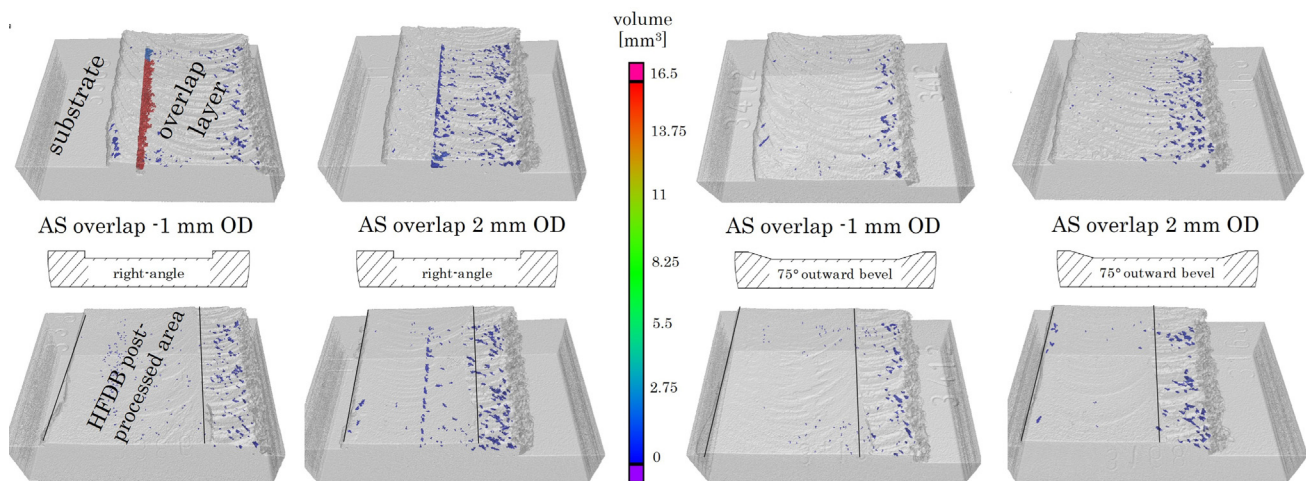 substrate
overlap
layer
volume
[mm³]
16.5
13.75
11
8.25
5.5
2.75
0
AS overlap -1 mm OD
AS overlap 2 mm OD
AS overlap -1 mm OD
AS overlap 2 mm OD
right-angle
right-angle
75° outward bevel
75° outward bevel
HFDB post-
processed area